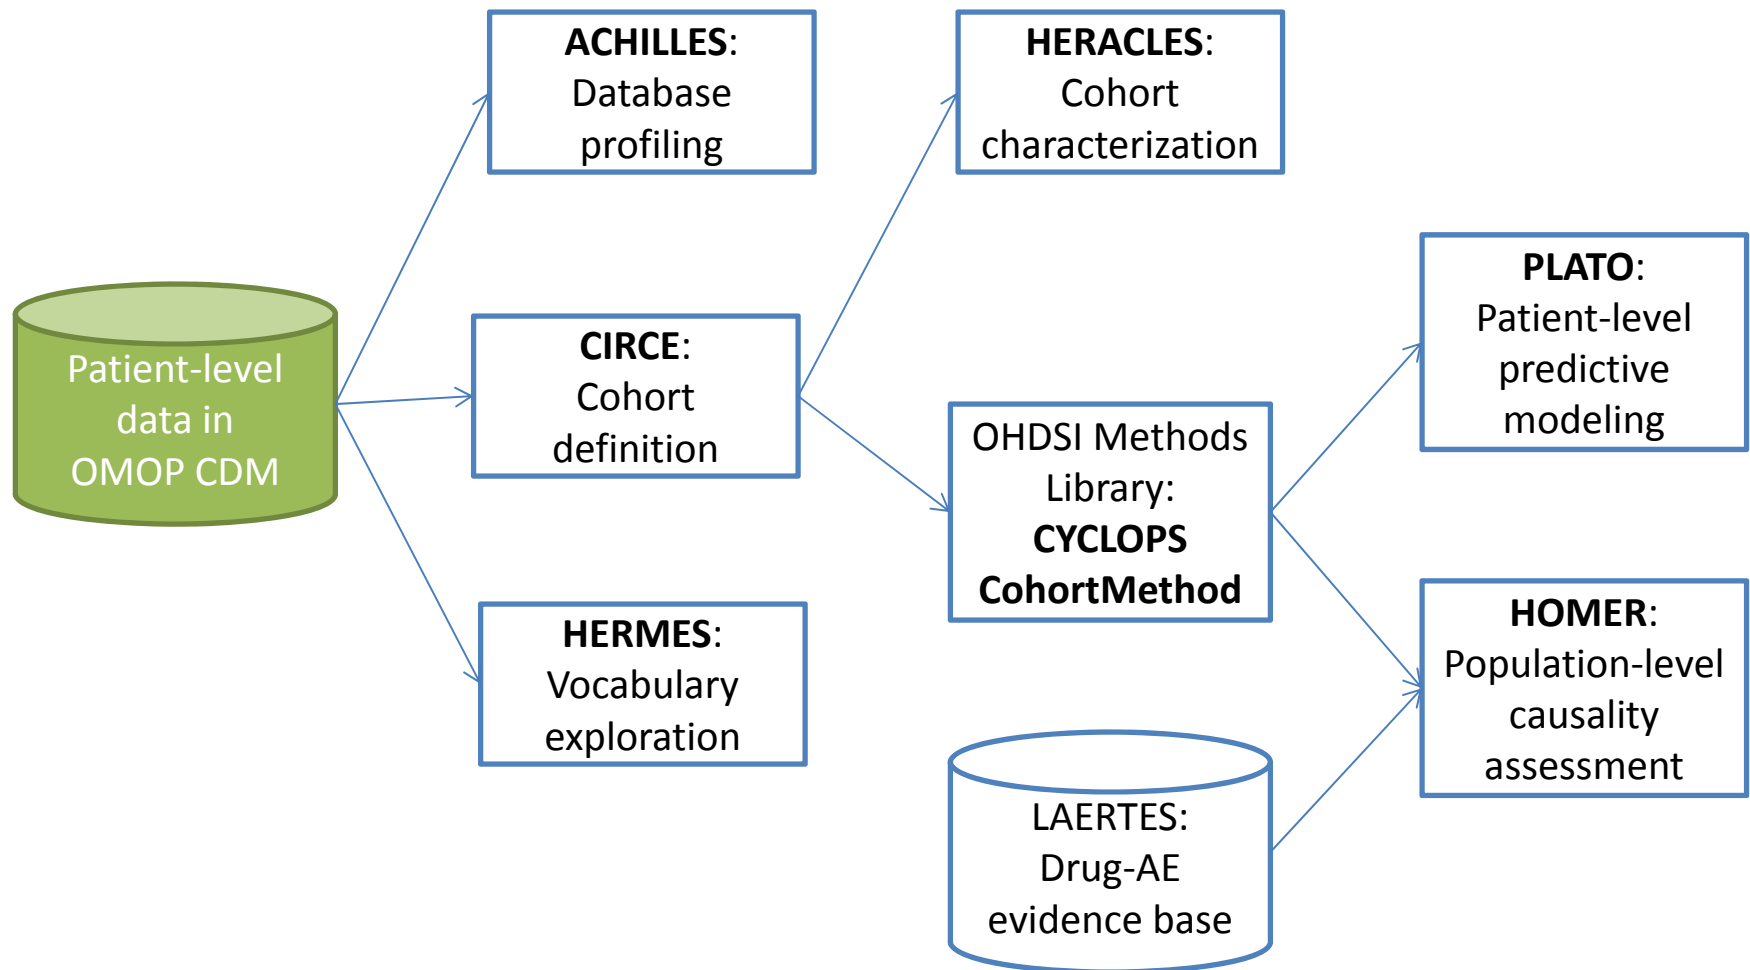 ACHILLES:
Database
profiling
HERACLES:
Cohort
characterization
Patient-level
data in
OMOP CDM
CIRCE:
Cohort
definition
OHDSI Methods
Library:
CYCLOPS
CohortMethod
PLATO:
Patient-level
predictive
modeling
HERMES:
Vocabulary
exploration
HOMER:
Population-level
causality
assessment
LAERTES:
Drug-AE
evidence base